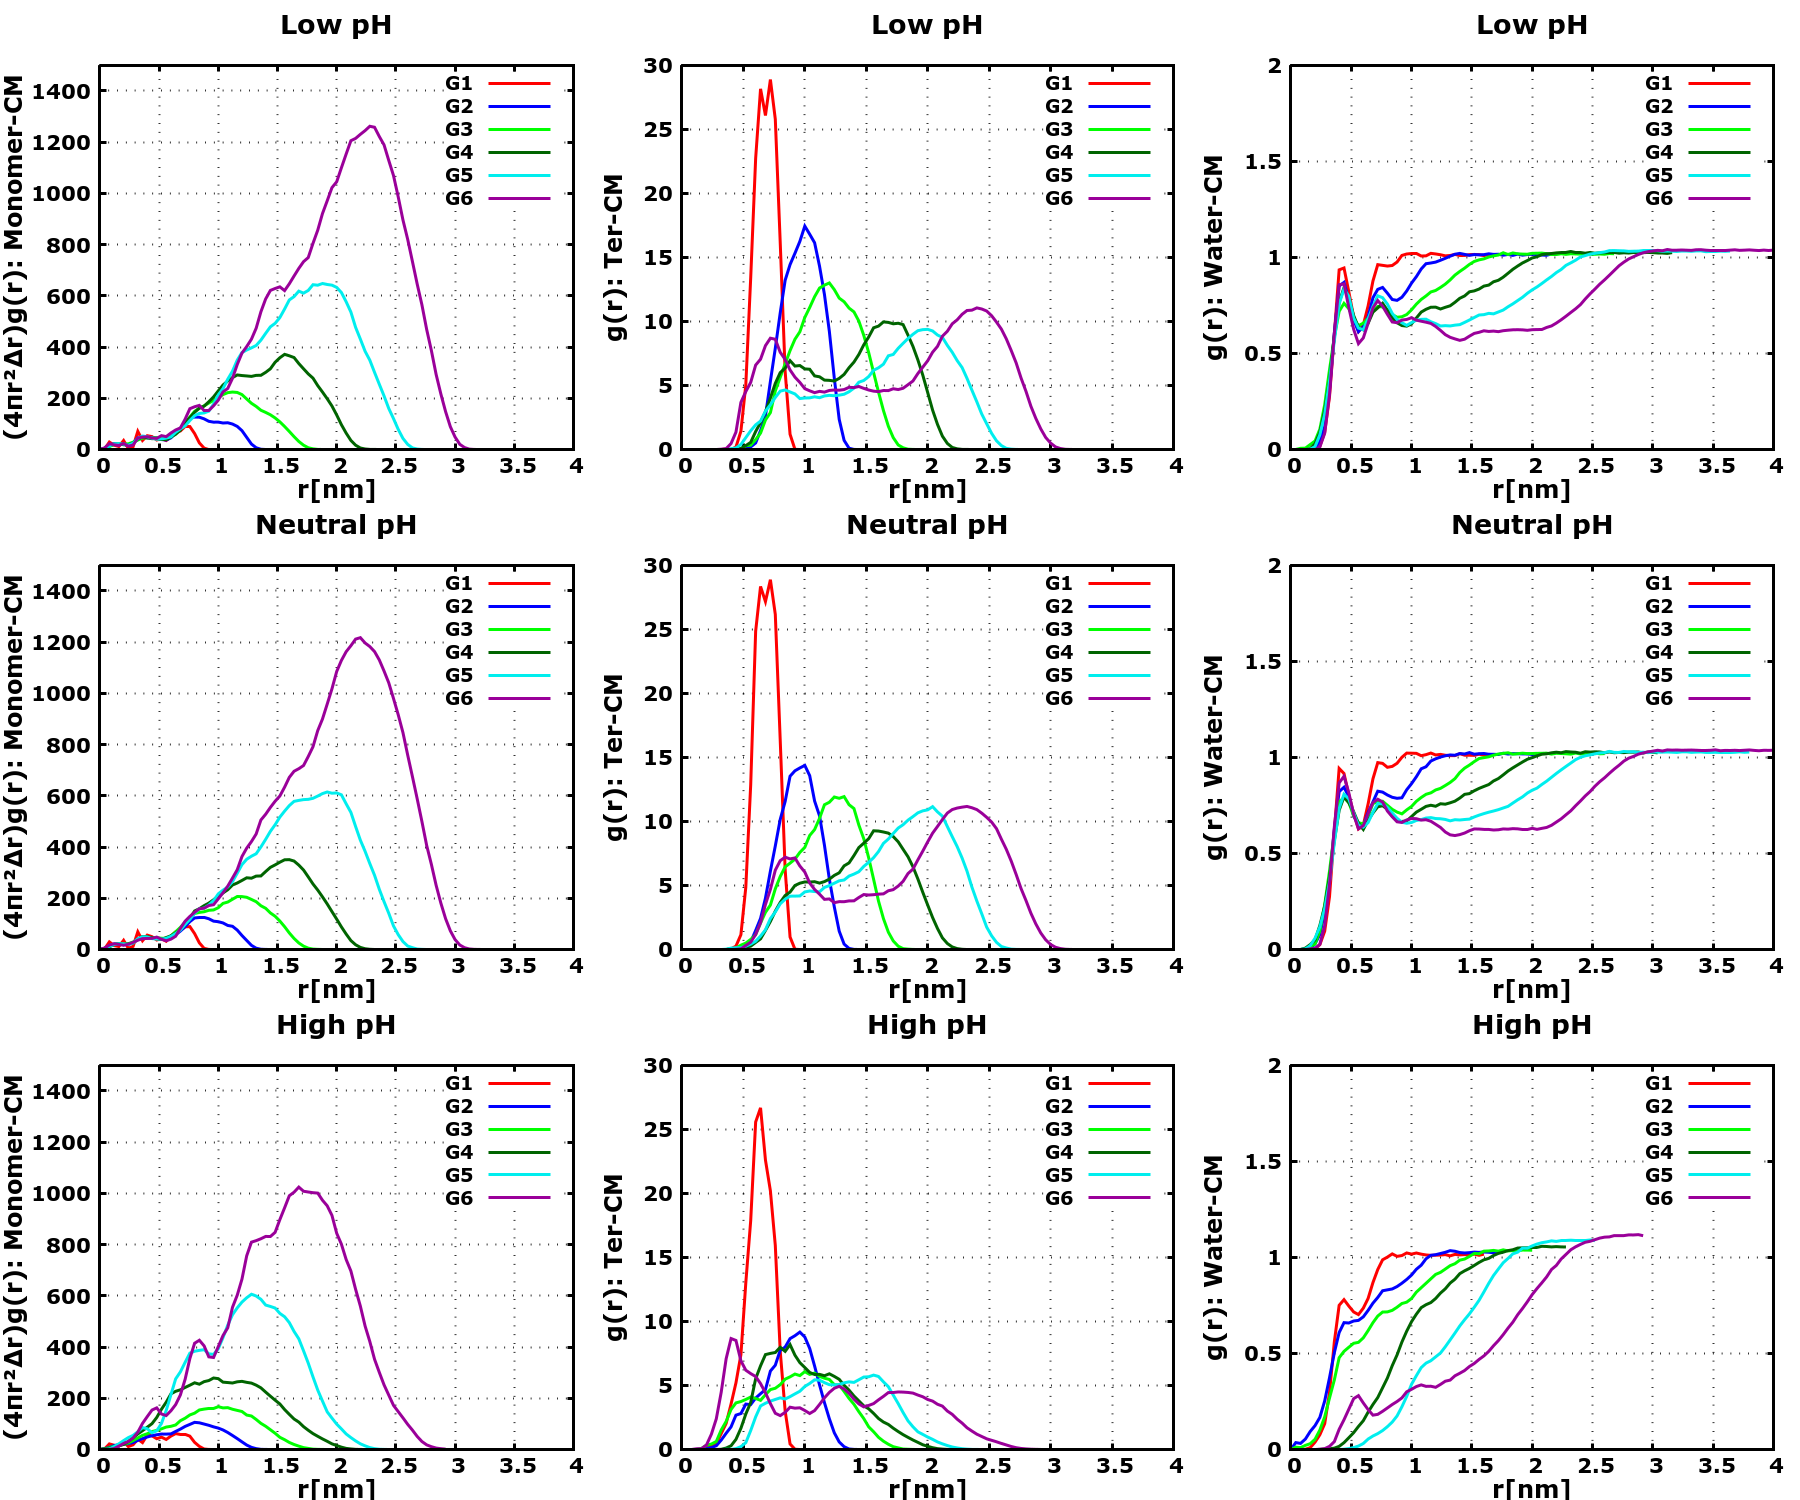 Low pH
(4πr²Δr)g(r): Monomer-CM
1400
1200
1000
800
600
400
200
0
G1
G2
G3
G4
G5
G6
0 0.5 1 1.5 2 2.5 3 3.5 4
r[nm]
Low pH
g(r): Ter-CM
30
25
20
15
10
5
0
G1
G2
G3
G4
G5
G6
0 0.5 1 1.5 2 2.5 3 3.5 4
r[nm]
Low pH
g(r): Water-CM
2
1.5
1
0.5
0
G1
G2
G3
G4
G5
G6
0 0.5 1 1.5 2 2.5 3 3.5 4
r[nm]
Neutral pH
(4πr²Δr)g(r): Monomer-CM
1400
1200
1000
800
600
400
200
0
G1
G2
G3
G4
G5
G6
0 0.5 1 1.5 2 2.5 3 3.5 4
r[nm]
Neutral pH
g(r): Ter-CM
30
25
20
15
10
5
0
G1
G2
G3
G4
G5
G6
0 0.5 1 1.5 2 2.5 3 3.5 4
r[nm]
Neutral pH
g(r): Water-CM
2
1.5
1
0.5
0
G1
G2
G3
G4
G5
G6
0 0.5 1 1.5 2 2.5 3 3.5 4
r[nm]
High pH
(4πr²Δr)g(r): Monomer-CM
1400
1200
1000
800
600
400
200
0
G1
G2
G3
G4
G5
G6
0 0.5 1 1.5 2 2.5 3 3.5 4
r[nm]
High pH
g(r): Ter-CM
30
25
20
15
10
5
0
G1
G2
G3
G4
G5
G6
0 0.5 1 1.5 2 2.5 3 3.5 4
r[nm]
High pH
g(r): Water-CM
2
1.5
1
0.5
0
G1
G2
G3
G4
G5
G6
0 0.5 1 1.5 2 2.5 3 3.5 4
r[nm]